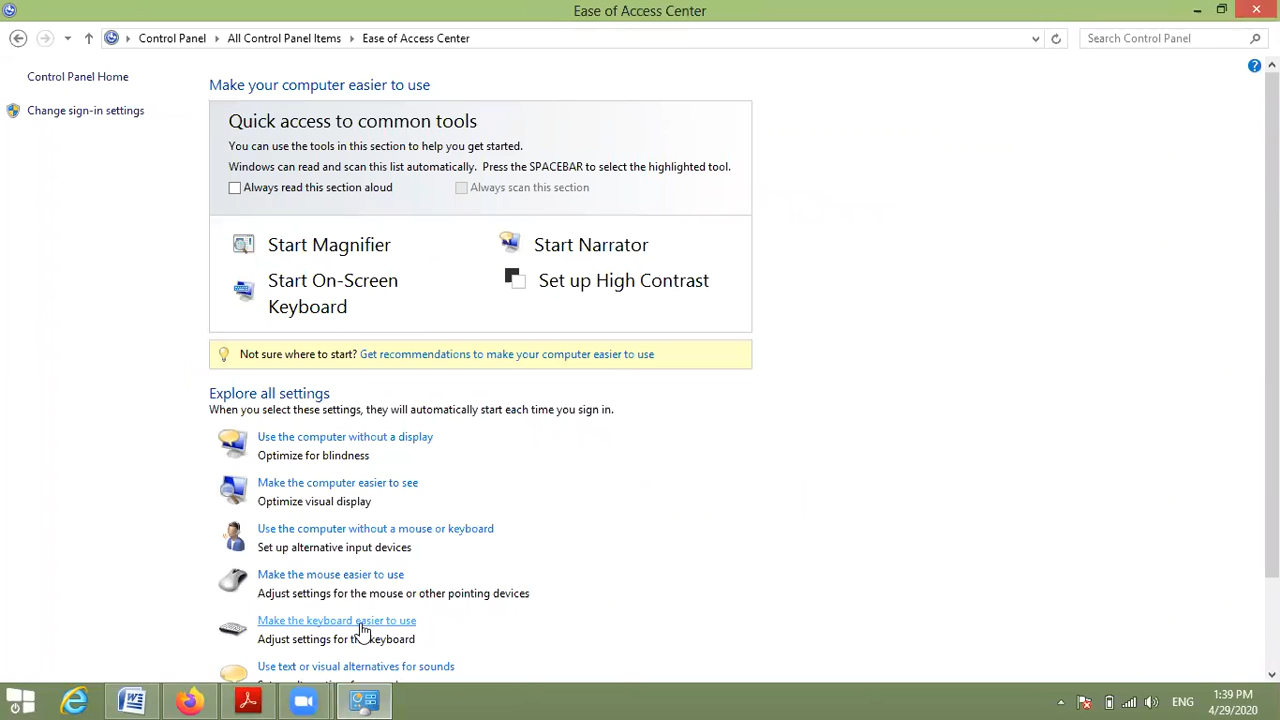 Ease of Access Center
Control Panel All Control Panel Items Ease of Access Center
Search Control Panel
Control Panel Home
Change sign-in settings
Make your computer easier to use
Quick access to common tools
You can use the tools in this section to help you get started.
Windows can read and scan this list automatically. Press the SPACEBAR to select the highlighted tool.
Always read this section aloud
Always scan this section
Start Magnifier
Start Narrator
Start On-Screen
Keyboard
Set up High Contrast
Not sure where to start? Get recommendations to make your computer easier to use
Explore all settings
When you select these settings, they will automatically start each time you sign in.
Use the computer without a display
Optimize for blindness
Make the computer easier to see
Optimize visual display
Use the computer without a mouse or keyboard
Set up alternative input devices
Make the mouse easier to use
Adjust settings for the mouse or other pointing devices
Make the keyboard easier to use
Adjust settings for the keyboard
Use text or visual alternatives for sounds
ENG
1:39 PM
4/29/2020